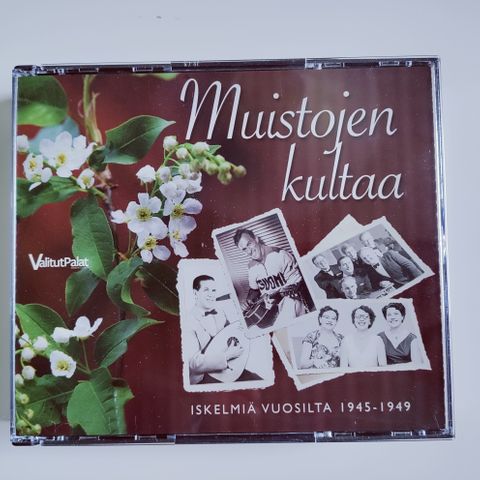 Muistojen
kultaa
ValitutPalat
SUOMI
ISKELMIÄ VUOSILTA 1945-1949